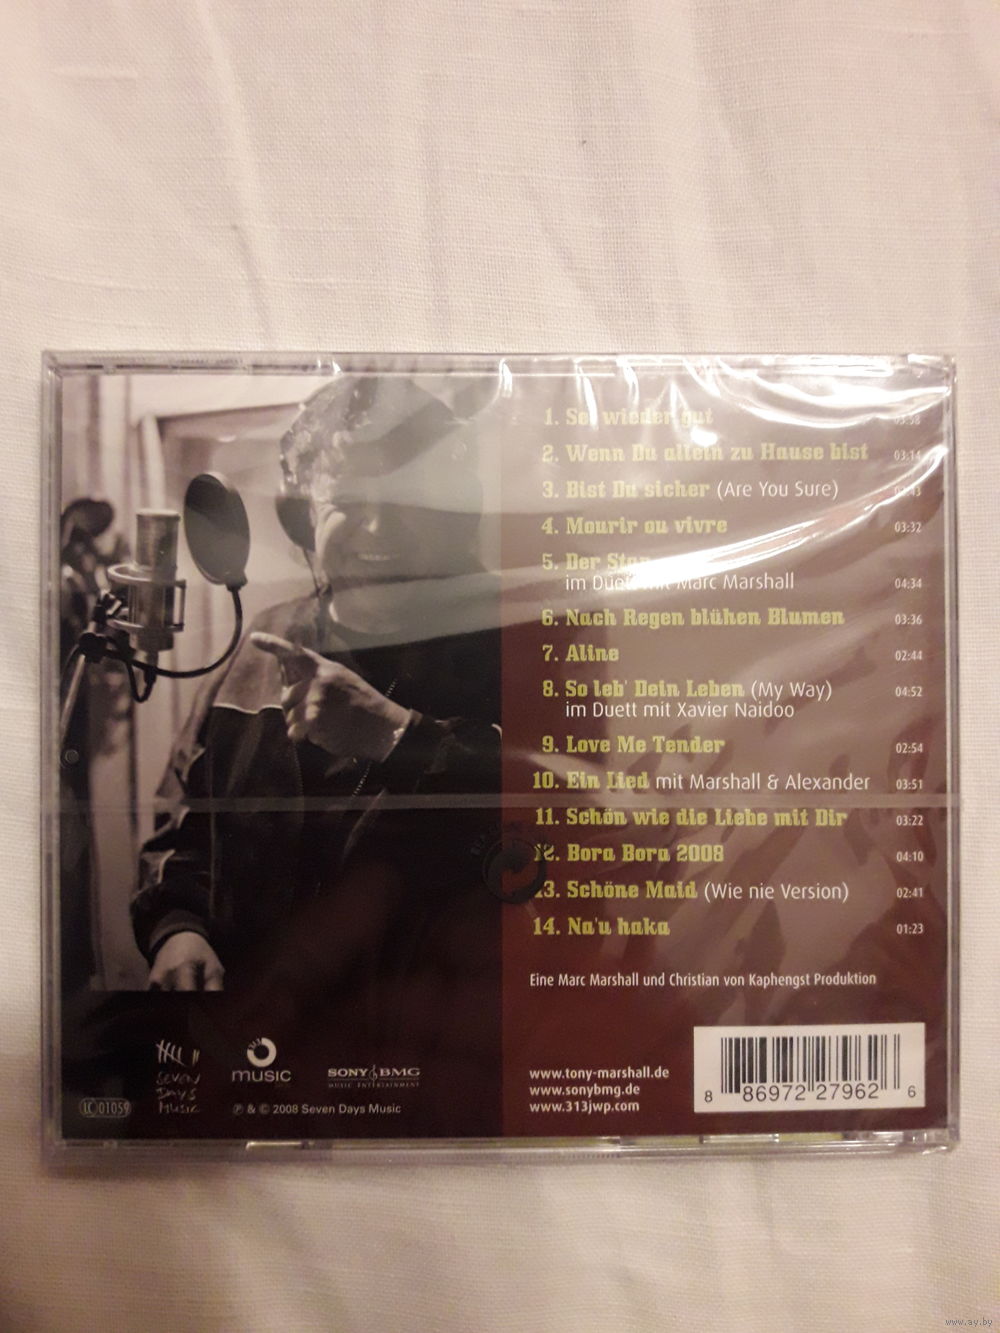 1. Sei wieder gut 03:58
2. Wenn Du allein zu Hause bist 03:14
3. Bist Du sicher (Are You Sure)
4. Mourir ou vivre 03:32
5. Der
im Duett mit Marc Marshall 04:34
6. Nach Regen blühen Blumen 03:36
7. Aline 02:44
8. So leb' Dein Leben (My Way)
im Duett mit Xavier Naidoo 04:52
9. Love Me Tender 02:54
10. Ein Lied mit Marshall & Alexander 03:51
11. Schön wie die Liebe mit Dir 03:22
12. Bora Bora 2008 04:10
13. Schöne Maid (Wie nie Version) 02:41
14. Na'u haka 01:23
Eine Marc Marshall und Christian von Kaphengst Produktion
SEVEN
DAYS
MUSIC
313
music
SONY BMG
MUSIC ENTERTAINMENT
LC 01059
℗ & © 2008 Seven Days Music
www.tony-marshall.de
www.sonybmg.de
www.313jwp.com
8 86972 27962 6
www.ay.by